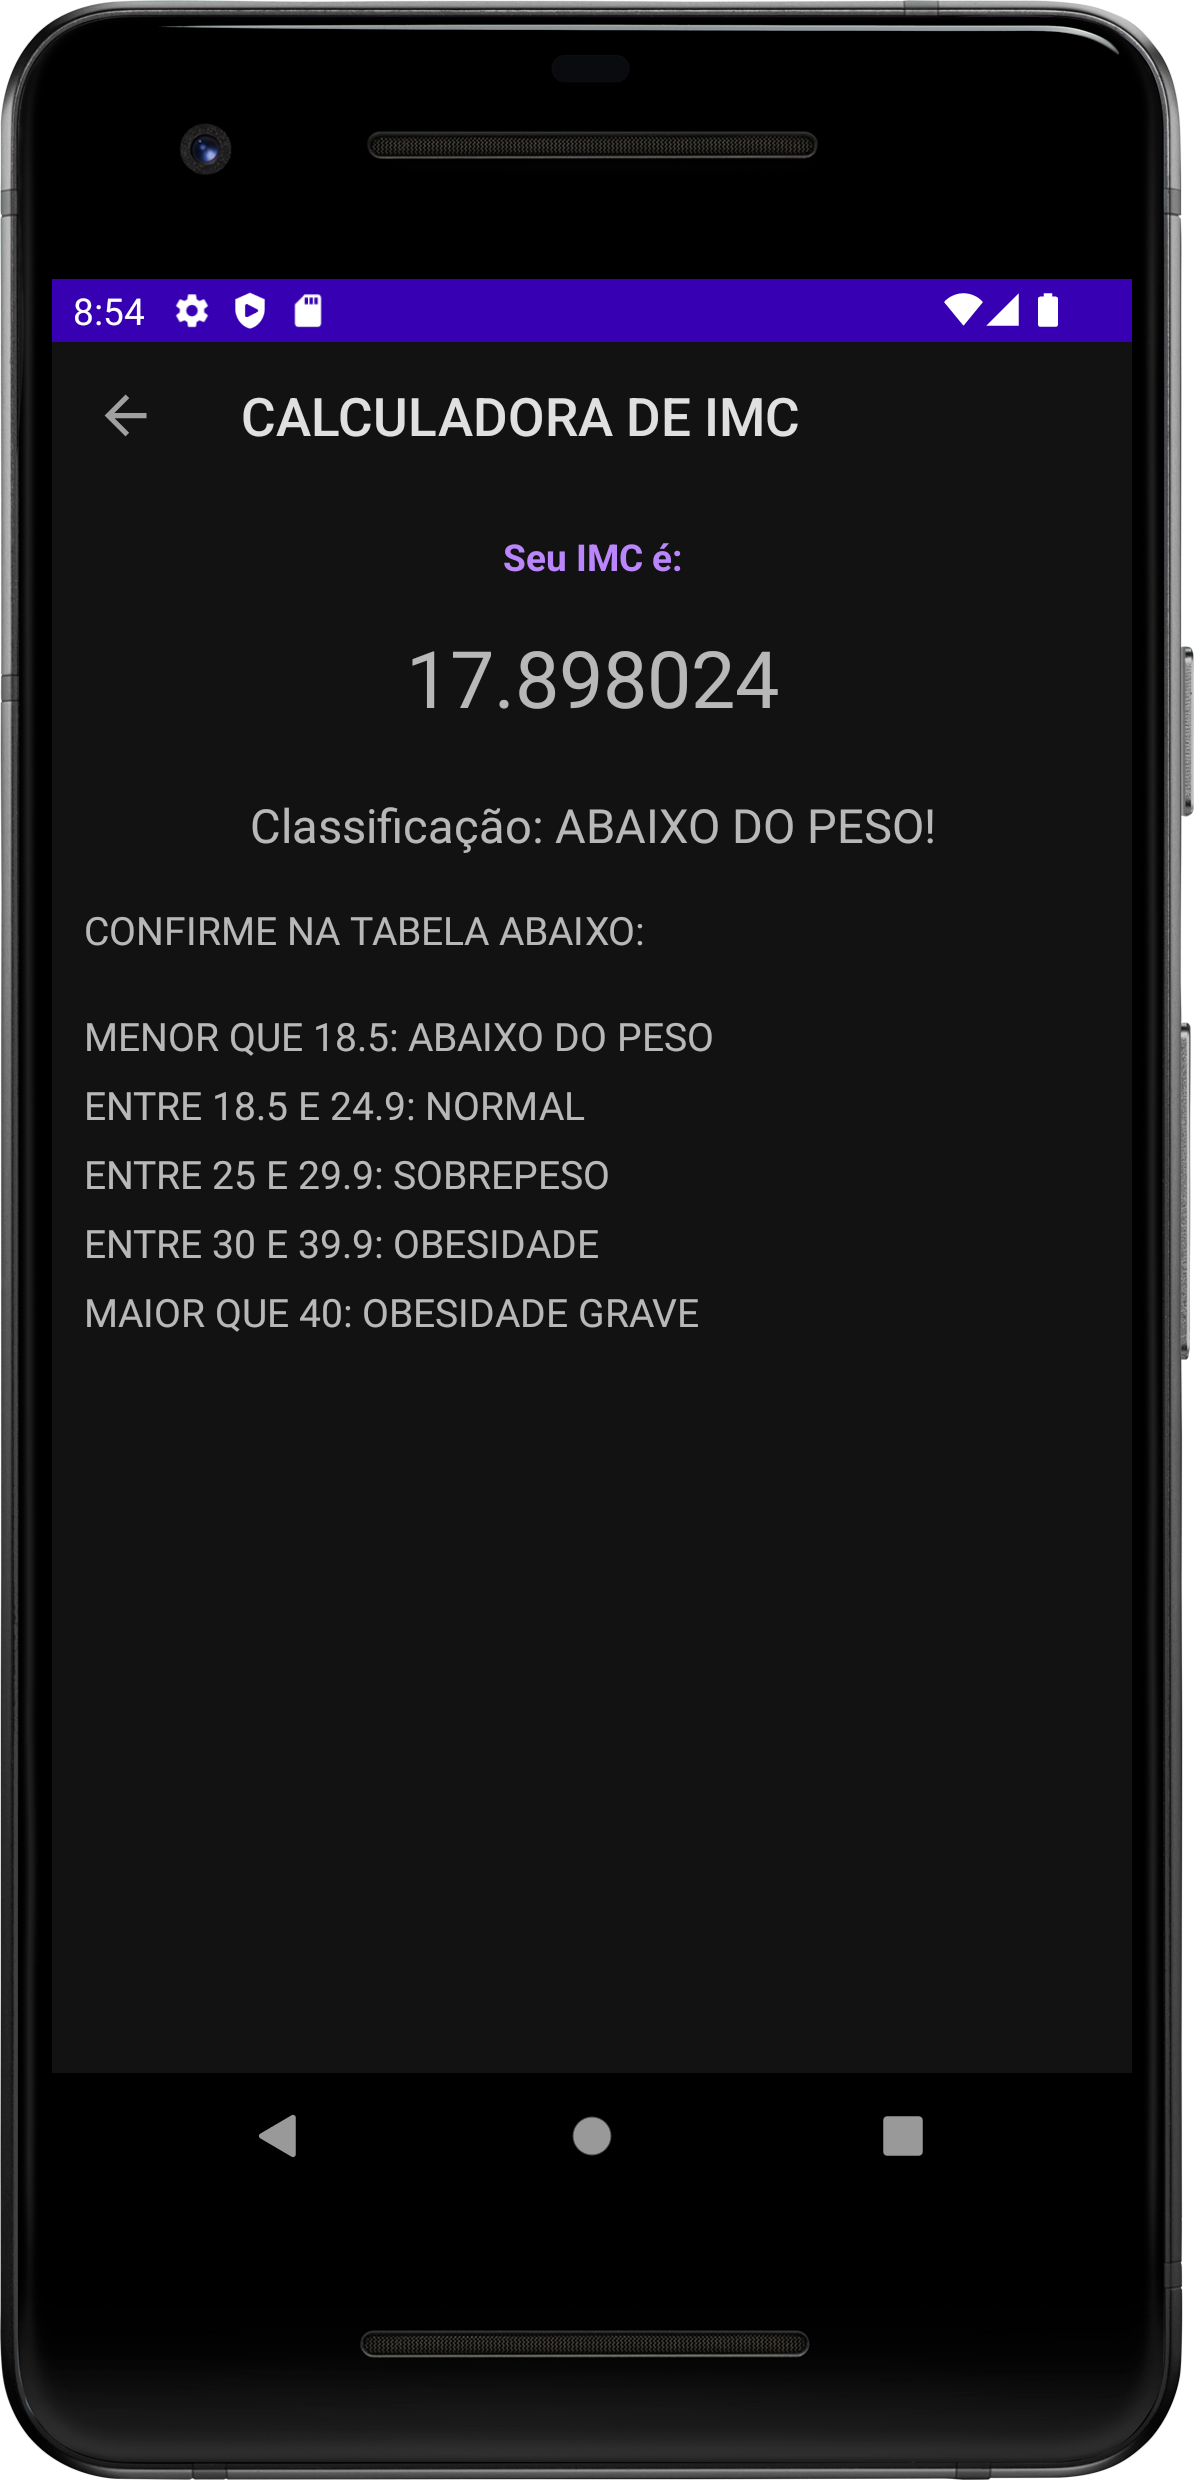 8:54
CALCULADORA DE IMC
Seu IMC é:
17.898024
Classificação: ABAIXO DO PESO!
CONFIRME NA TABELA ABAIXO:
MENOR QUE 18.5: ABAIXO DO PESO
ENTRE 18.5 E 24.9: NORMAL
ENTRE 25 E 29.9: SOBREPESO
ENTRE 30 E 39.9: OBESIDADE
MAIOR QUE 40: OBESIDADE GRAVE